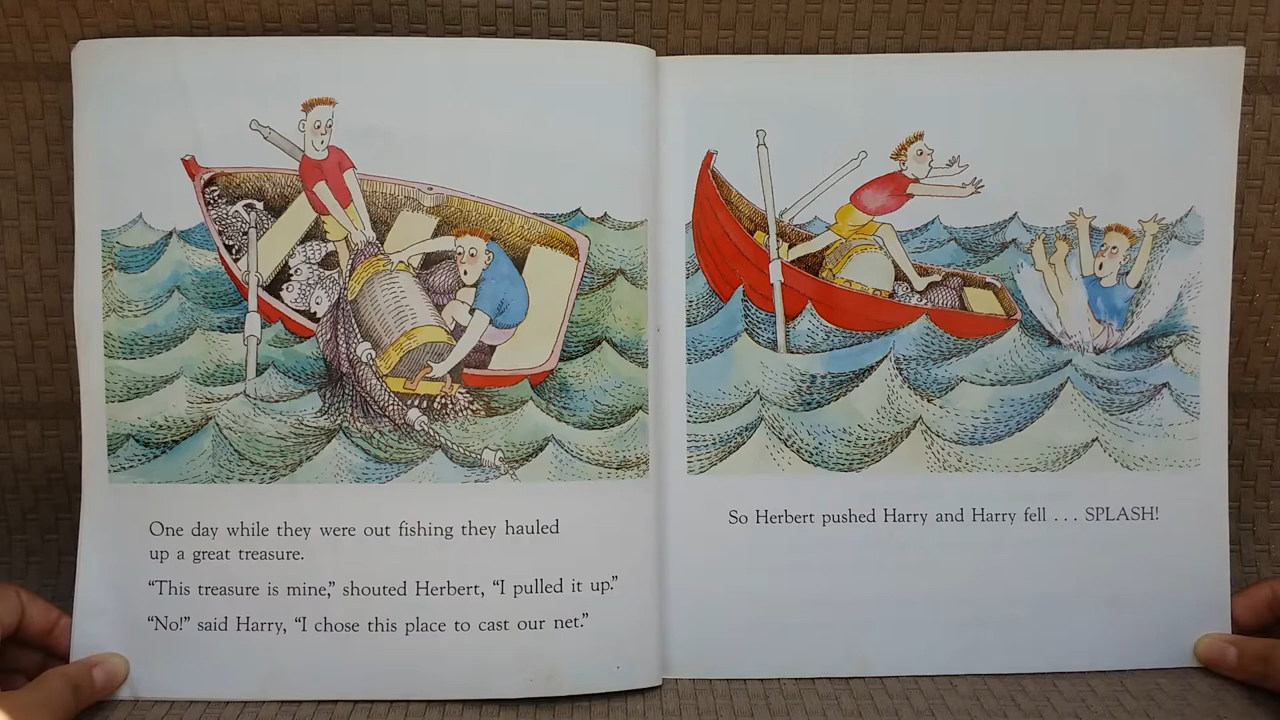 One day while they were out fishing they hauled
up a great treasure.
“This treasure is mine,” shouted Herbert, “I pulled it up.”
“No!” said Harry, “I chose this place to cast our net.”
So Herbert pushed Harry and Harry fell . . . SPLASH!